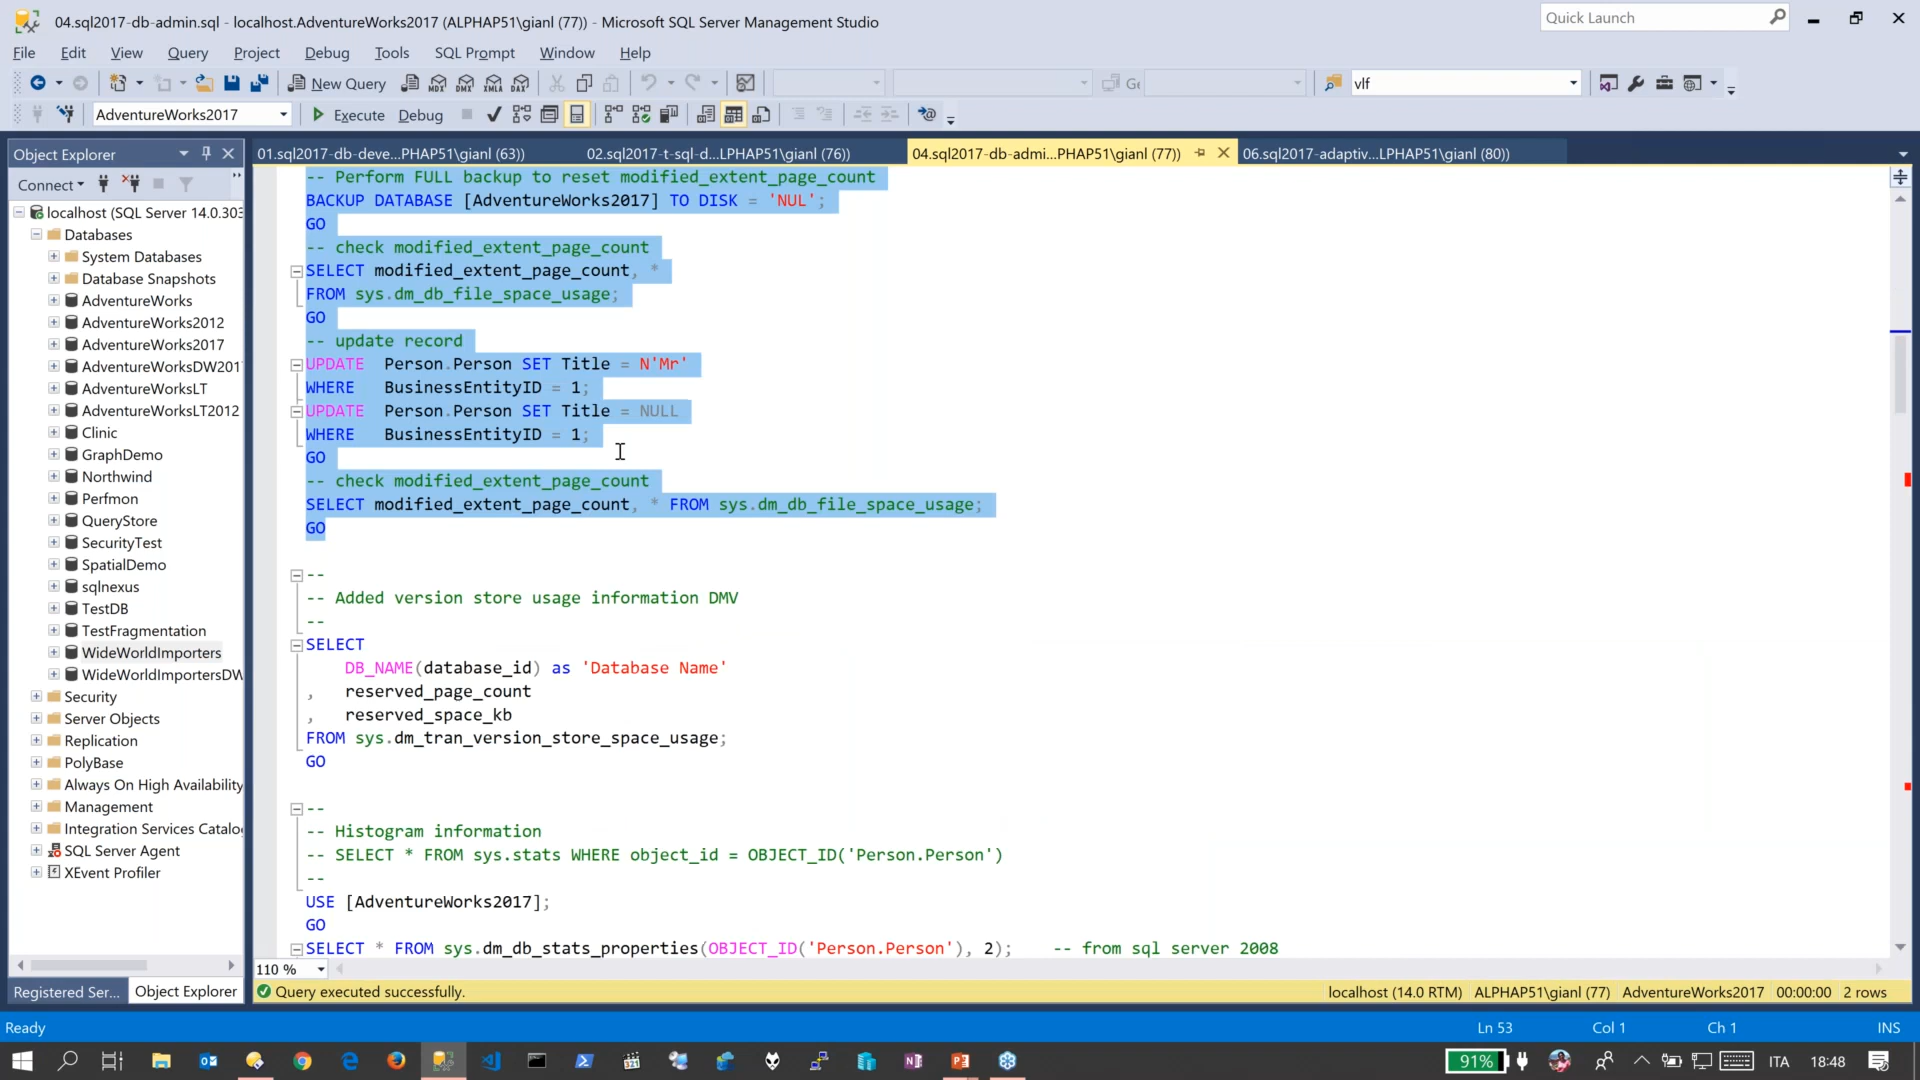 04.sql2017-db-admin.sql - localhost.AdventureWorks2017 (ALPHAP51\gianl (77)) - Microsoft SQL Server Management Studio
Quick Launch
File Edit View Query Project Debug Tools SQL Prompt Window Help
New Query
vlf
AdventureWorks2017
Execute Debug
Object Explorer
01.sql2017-db-deve...PHAP51\gianl (63))
02.sql2017-t-sql-d...LPHAP51\gianl (76))
04.sql2017-db-admi...PHAP51\gianl (77))
06.sql2017-adaptiv...LPHAP51\gianl (80))
Connect
localhost (SQL Server 14.0.303
Databases
System Databases
Database Snapshots
AdventureWorks
AdventureWorks2012
AdventureWorks2017
AdventureWorksDW201
AdventureWorksLT
AdventureWorksLT2012
Clinic
GraphDemo
Northwind
Perfmon
QueryStore
SecurityTest
SpatialDemo
sqlnexus
TestDB
TestFragmentation
WideWorldImporters
WideWorldImportersDW
Security
Server Objects
Replication
PolyBase
Always On High Availability
Management
Integration Services Catalo
SQL Server Agent
XEvent Profiler
Registered Ser... Object Explorer
-- Perform FULL backup to reset modified_extent_page_count
BACKUP DATABASE [AdventureWorks2017] TO DISK = 'NUL';
GO
-- check modified_extent_page_count
SELECT modified_extent_page_count, *
FROM sys.dm_db_file_space_usage;
GO
-- update record
UPDATE Person.Person SET Title = N'Mr'
WHERE BusinessEntityID = 1;
UPDATE Person.Person SET Title = NULL
WHERE BusinessEntityID = 1;
GO
-- check modified_extent_page_count
SELECT modified_extent_page_count, * FROM sys.dm_db_file_space_usage;
GO
--
-- Added version store usage information DMV
--
SELECT
DB_NAME(database_id) as 'Database Name'
, reserved_page_count
, reserved_space_kb
FROM sys.dm_tran_version_store_space_usage;
GO
--
-- Histogram information
-- SELECT * FROM sys.stats WHERE object_id = OBJECT_ID('Person.Person')
--
USE [AdventureWorks2017];
GO
SELECT * FROM sys.dm_db_stats_properties(OBJECT_ID('Person.Person'), 2); -- from sql server 2008
110 %
Query executed successfully.
localhost (14.0 RTM) ALPHAP51\gianl (77) AdventureWorks2017 00:00:00 2 rows
Ready
Ln 53 Col 1 Ch 1 INS
91% ITA 18:48